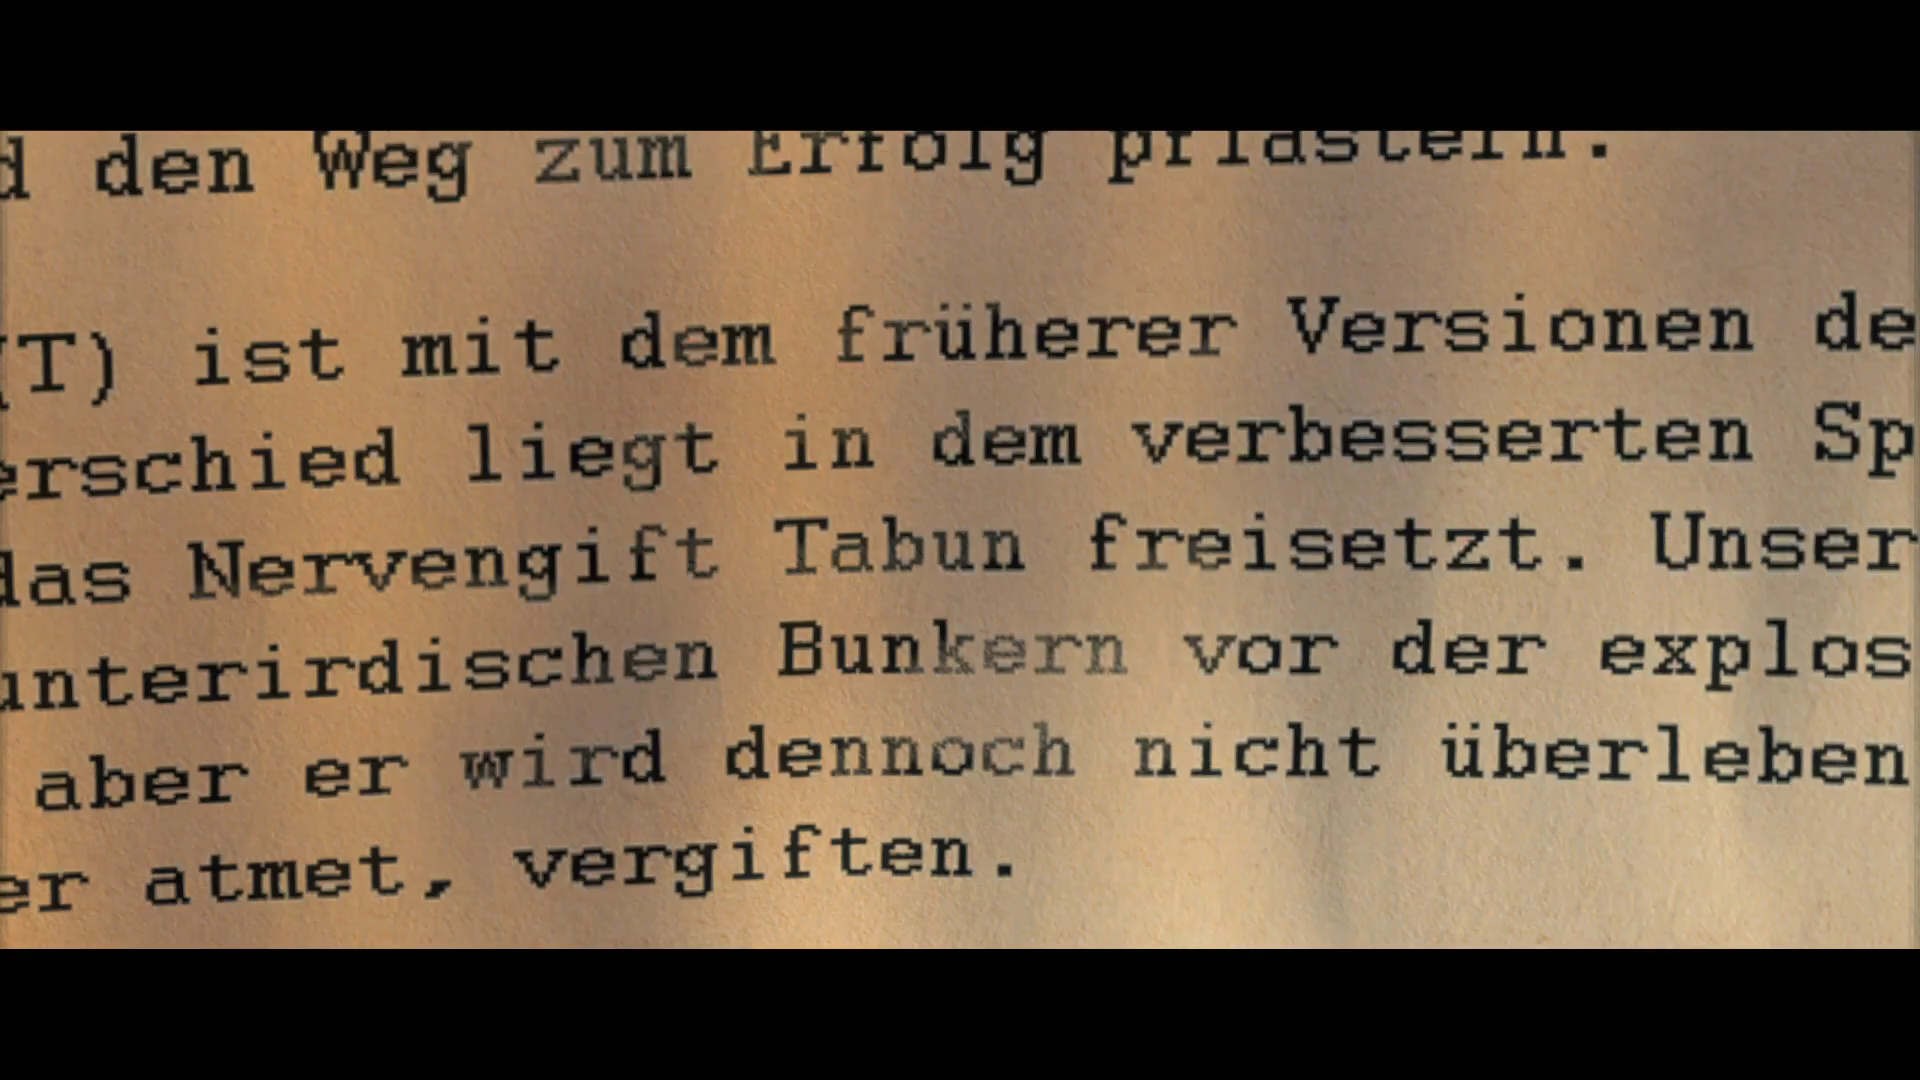 d den Weg zum Erfolg pflastern.
(T) ist mit dem früherer Versionen de
erschied liegt in dem verbesserten Sp
das Nervengift Tabun freisetzt. Unser
unterirdischen Bunkern vor der explos
aber er wird dennoch nicht überleben
er atmet, vergiften.